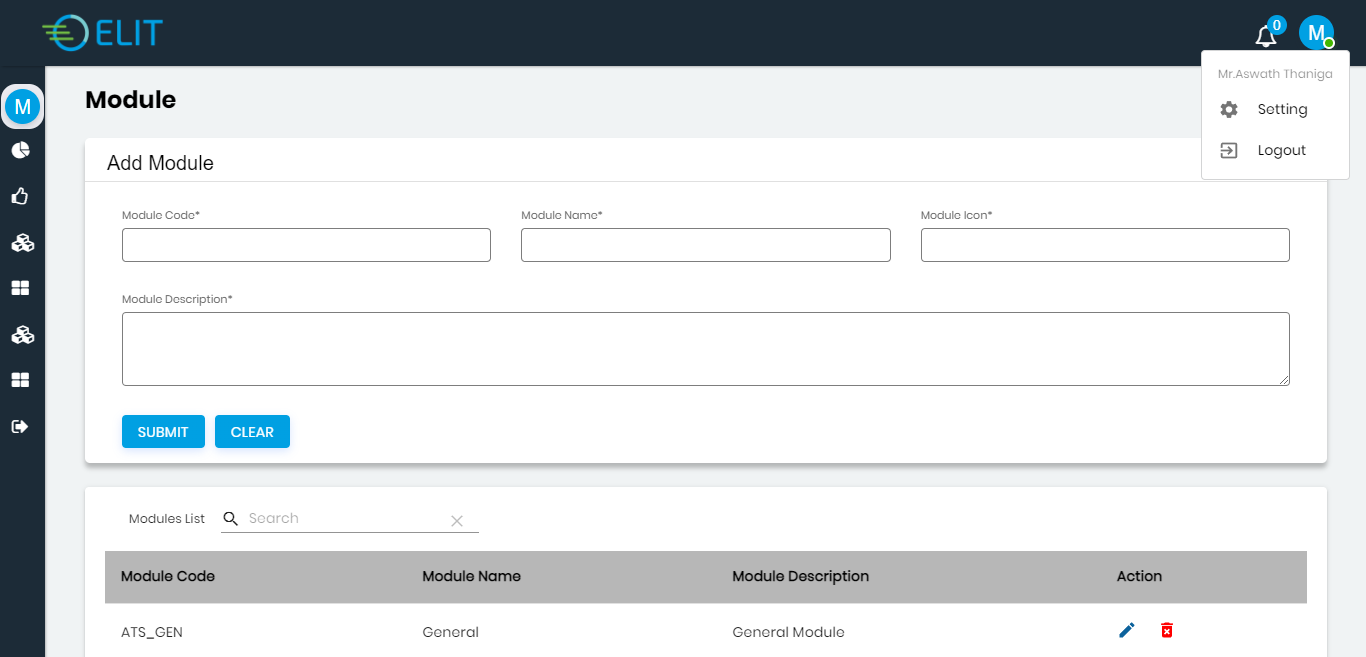 ELIT
0
M
Mr.Aswath Thaniga
Setting
Logout
M
Module
Add Module
Module Code*
Module Name*
Module Icon*
Module Description*
SUBMIT
CLEAR
Modules List
Search
Module Code Module Name Module Description Action
ATS_GEN General General Module